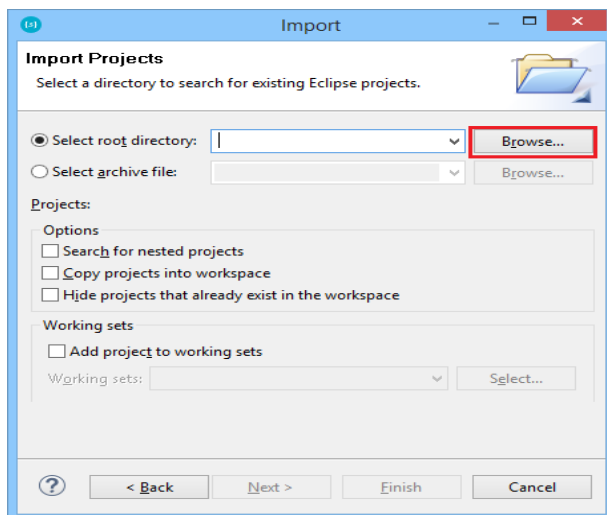 Import
Import Projects
Select a directory to search for existing Eclipse projects.
Select root directory: Browse...
Select archive file: Browse...
Projects:
Options
Search for nested projects
Copy projects into workspace
Hide projects that already exist in the workspace
Working sets
Add project to working sets
Working sets: Select...
? < Back Next > Finish Cancel